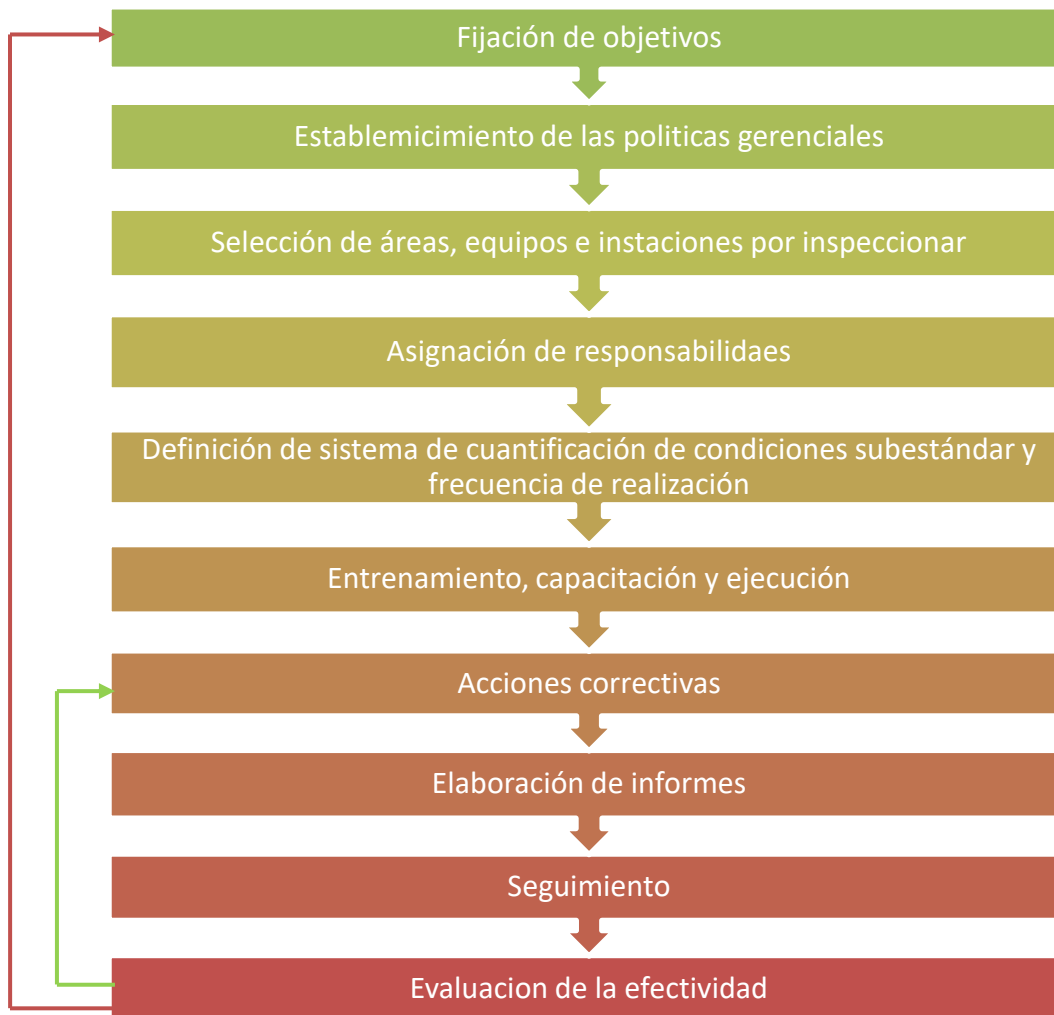 Fijación de objetivos
Establemicimiento de las politicas gerenciales
Selección de áreas, equipos e instaciones por inspeccionar
Asignación de responsabilidaes
Definición de sistema de cuantificación de condiciones subestándar y
frecuencia de realización
Entrenamiento, capacitación y ejecución
Acciones correctivas
Elaboración de informes
Seguimiento
Evaluacion de la efectividad